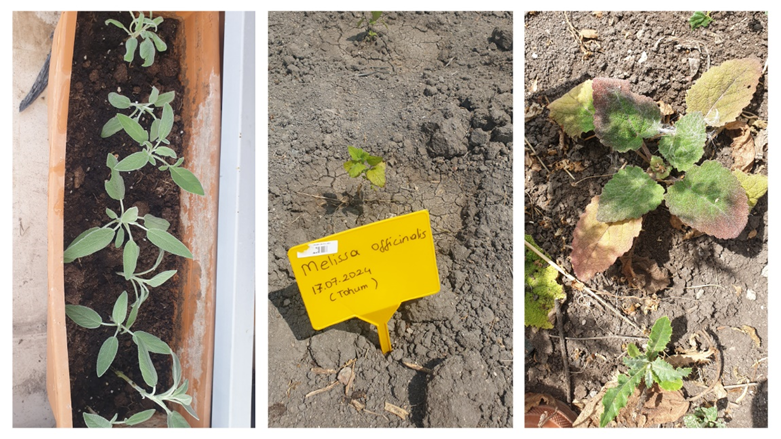 Melissa officinalis
17.07.2024
(Tohum)